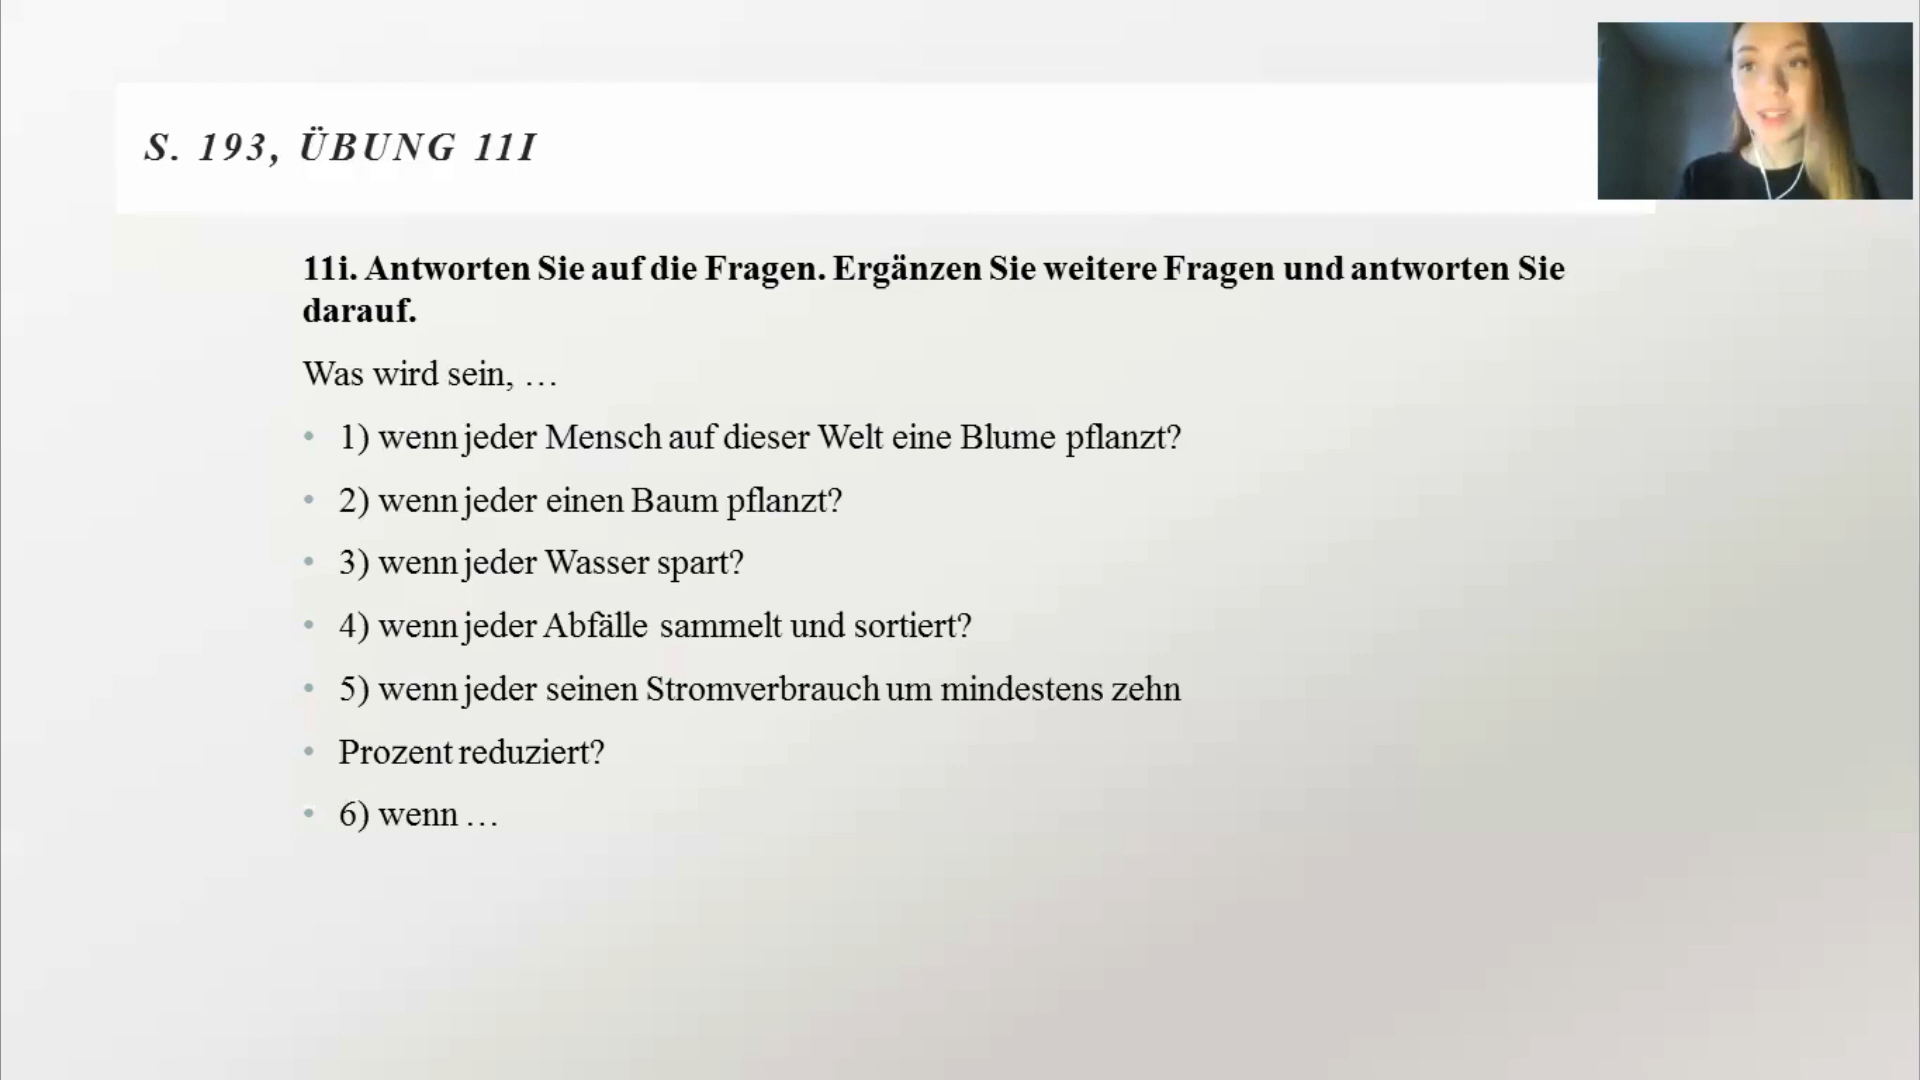 S. 193, ÜBUNG 11I
11i. Antworten Sie auf die Fragen. Ergänzen Sie weitere Fragen und antworten Sie
darauf.
Was wird sein, …
• 1) wenn jeder Mensch auf dieser Welt eine Blume pflanzt?
• 2) wenn jeder einen Baum pflanzt?
• 3) wenn jeder Wasser spart?
• 4) wenn jeder Abfälle sammelt und sortiert?
• 5) wenn jeder seinen Stromverbrauch um mindestens zehn
• Prozent reduziert?
• 6) wenn …